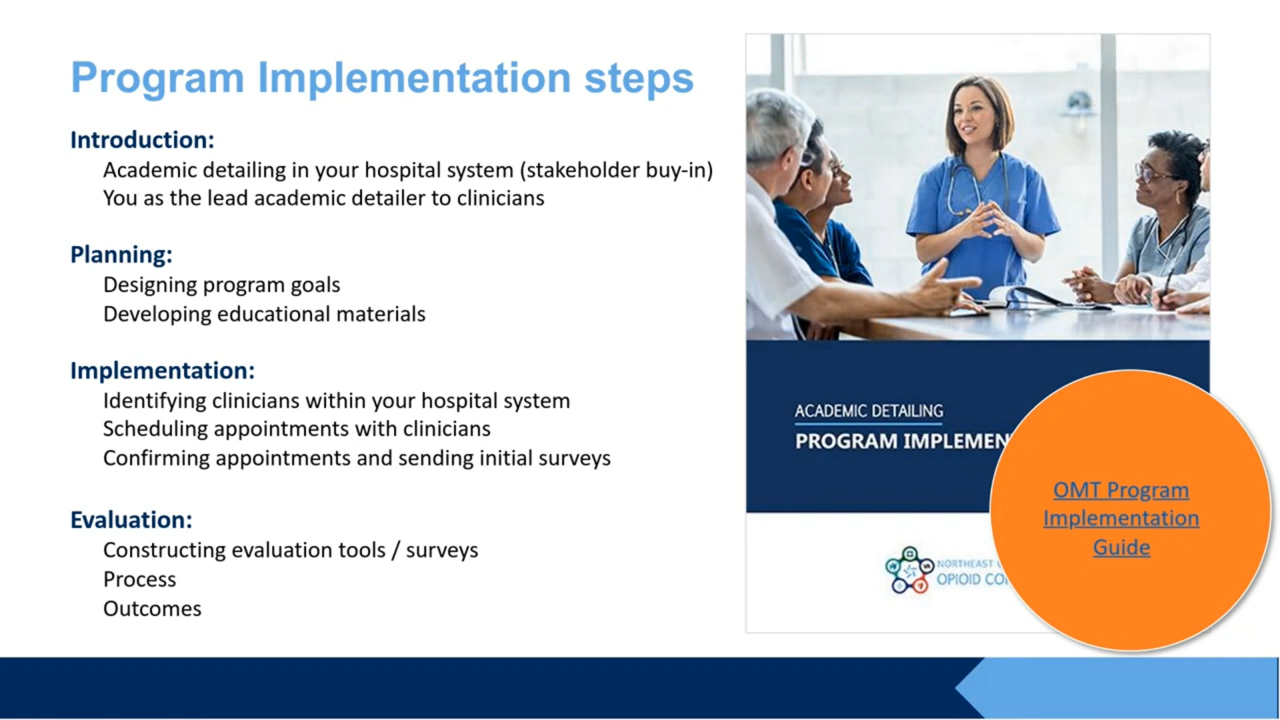 Program Implementation steps
Introduction:
Academic detailing in your hospital system (stakeholder buy-in)
You as the lead academic detailer to clinicians
Planning:
Designing program goals
Developing educational materials
Implementation:
Identifying clinicians within your hospital system
Scheduling appointments with clinicians
Confirming appointments and sending initial surveys
Evaluation:
Constructing evaluation tools / surveys
Process
Outcomes
ACADEMIC DETAILING
PROGRAM IMPLEMEN
NORTHEAST
OPIOID CO
OMT Program
Implementation
Guide